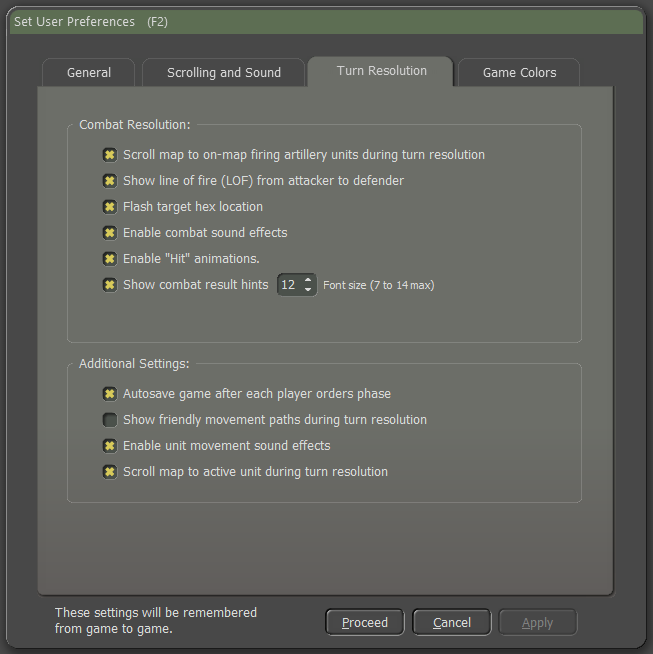 Set User Preferences (F2)
General
Scrolling and Sound
Turn Resolution
Game Colors
Combat Resolution:
Scroll map to on-map firing artillery units during turn resolution
Show line of fire (LOF) from attacker to defender
Flash target hex location
Enable combat sound effects
Enable "Hit" animations.
Show combat result hints 12 Font size (7 to 14 max)
Additional Settings:
Autosave game after each player orders phase
Show friendly movement paths during turn resolution
Enable unit movement sound effects
Scroll map to active unit during turn resolution
These settings will be remembered
from game to game.
Proceed
Cancel
Apply